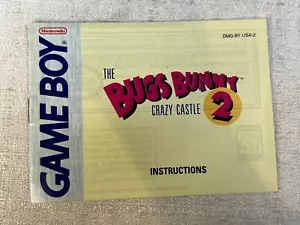 Nintendo
GAME BOY
DMG-BY-USA-2
THE
BUGS BUNNY
CRAZY CASTLE 2
INSTRUCTIONS